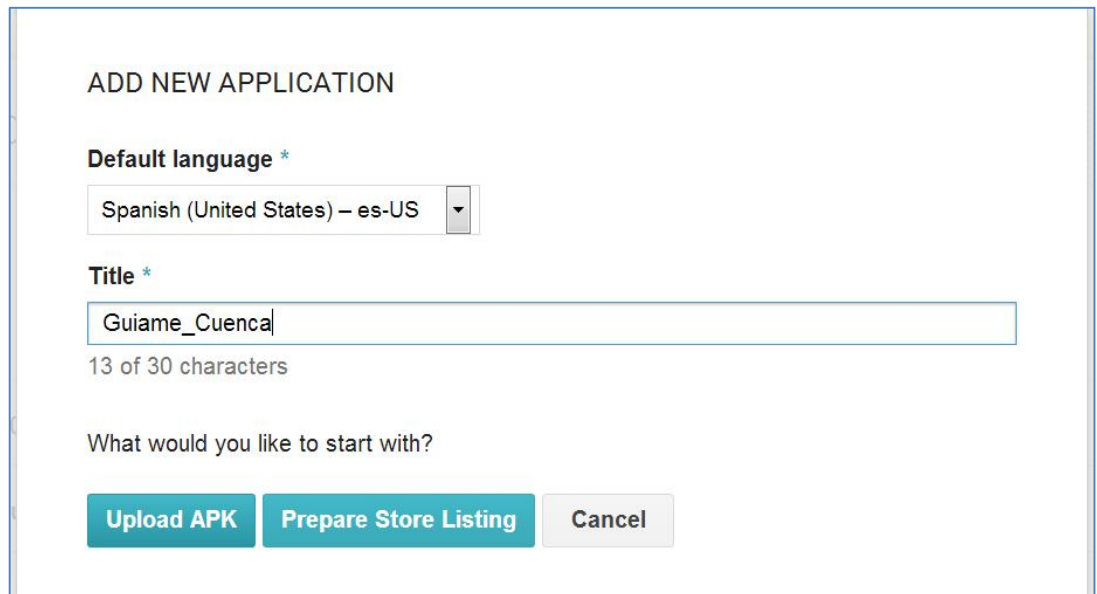 ADD NEW APPLICATION
Default language *
Spanish (United States) – es-US
Title *
Guiame_Cuenca
13 of 30 characters
What would you like to start with?
Upload APK Prepare Store Listing Cancel